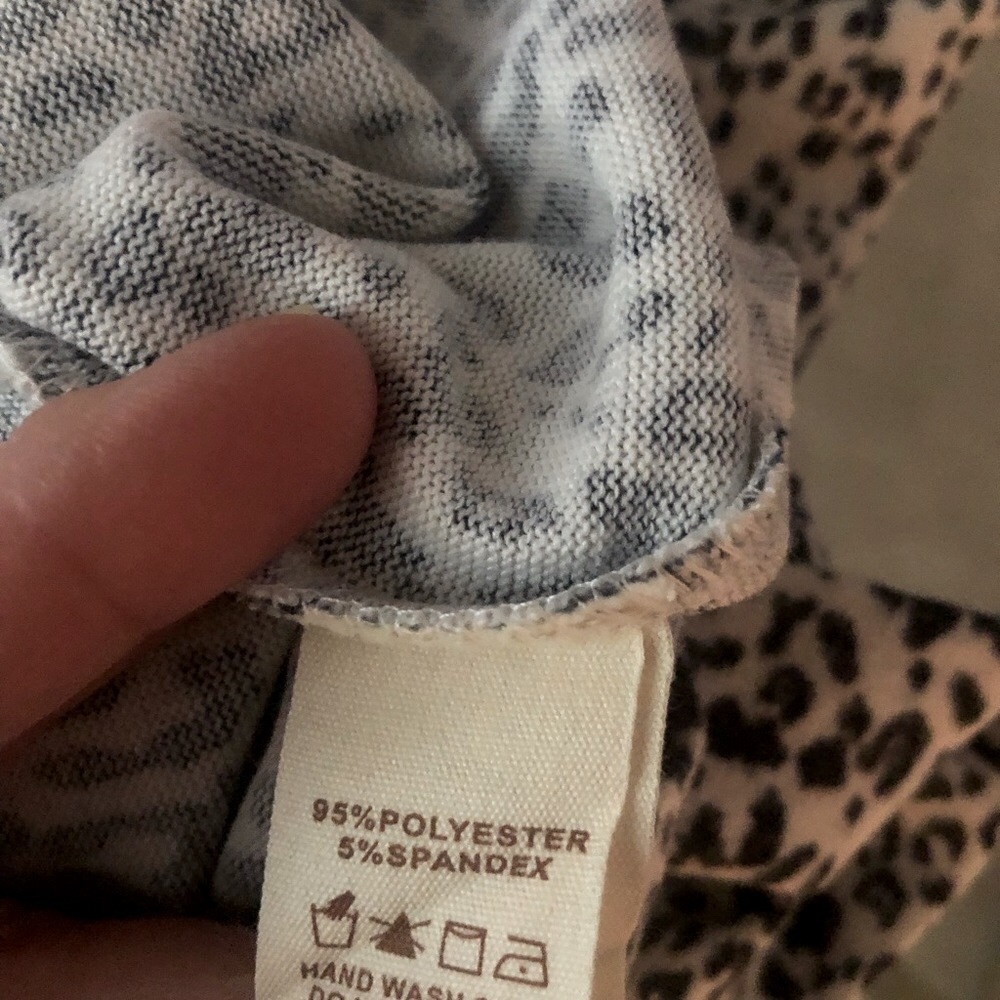 95%POLYESTER
5%SPANDEX
HAND WASH